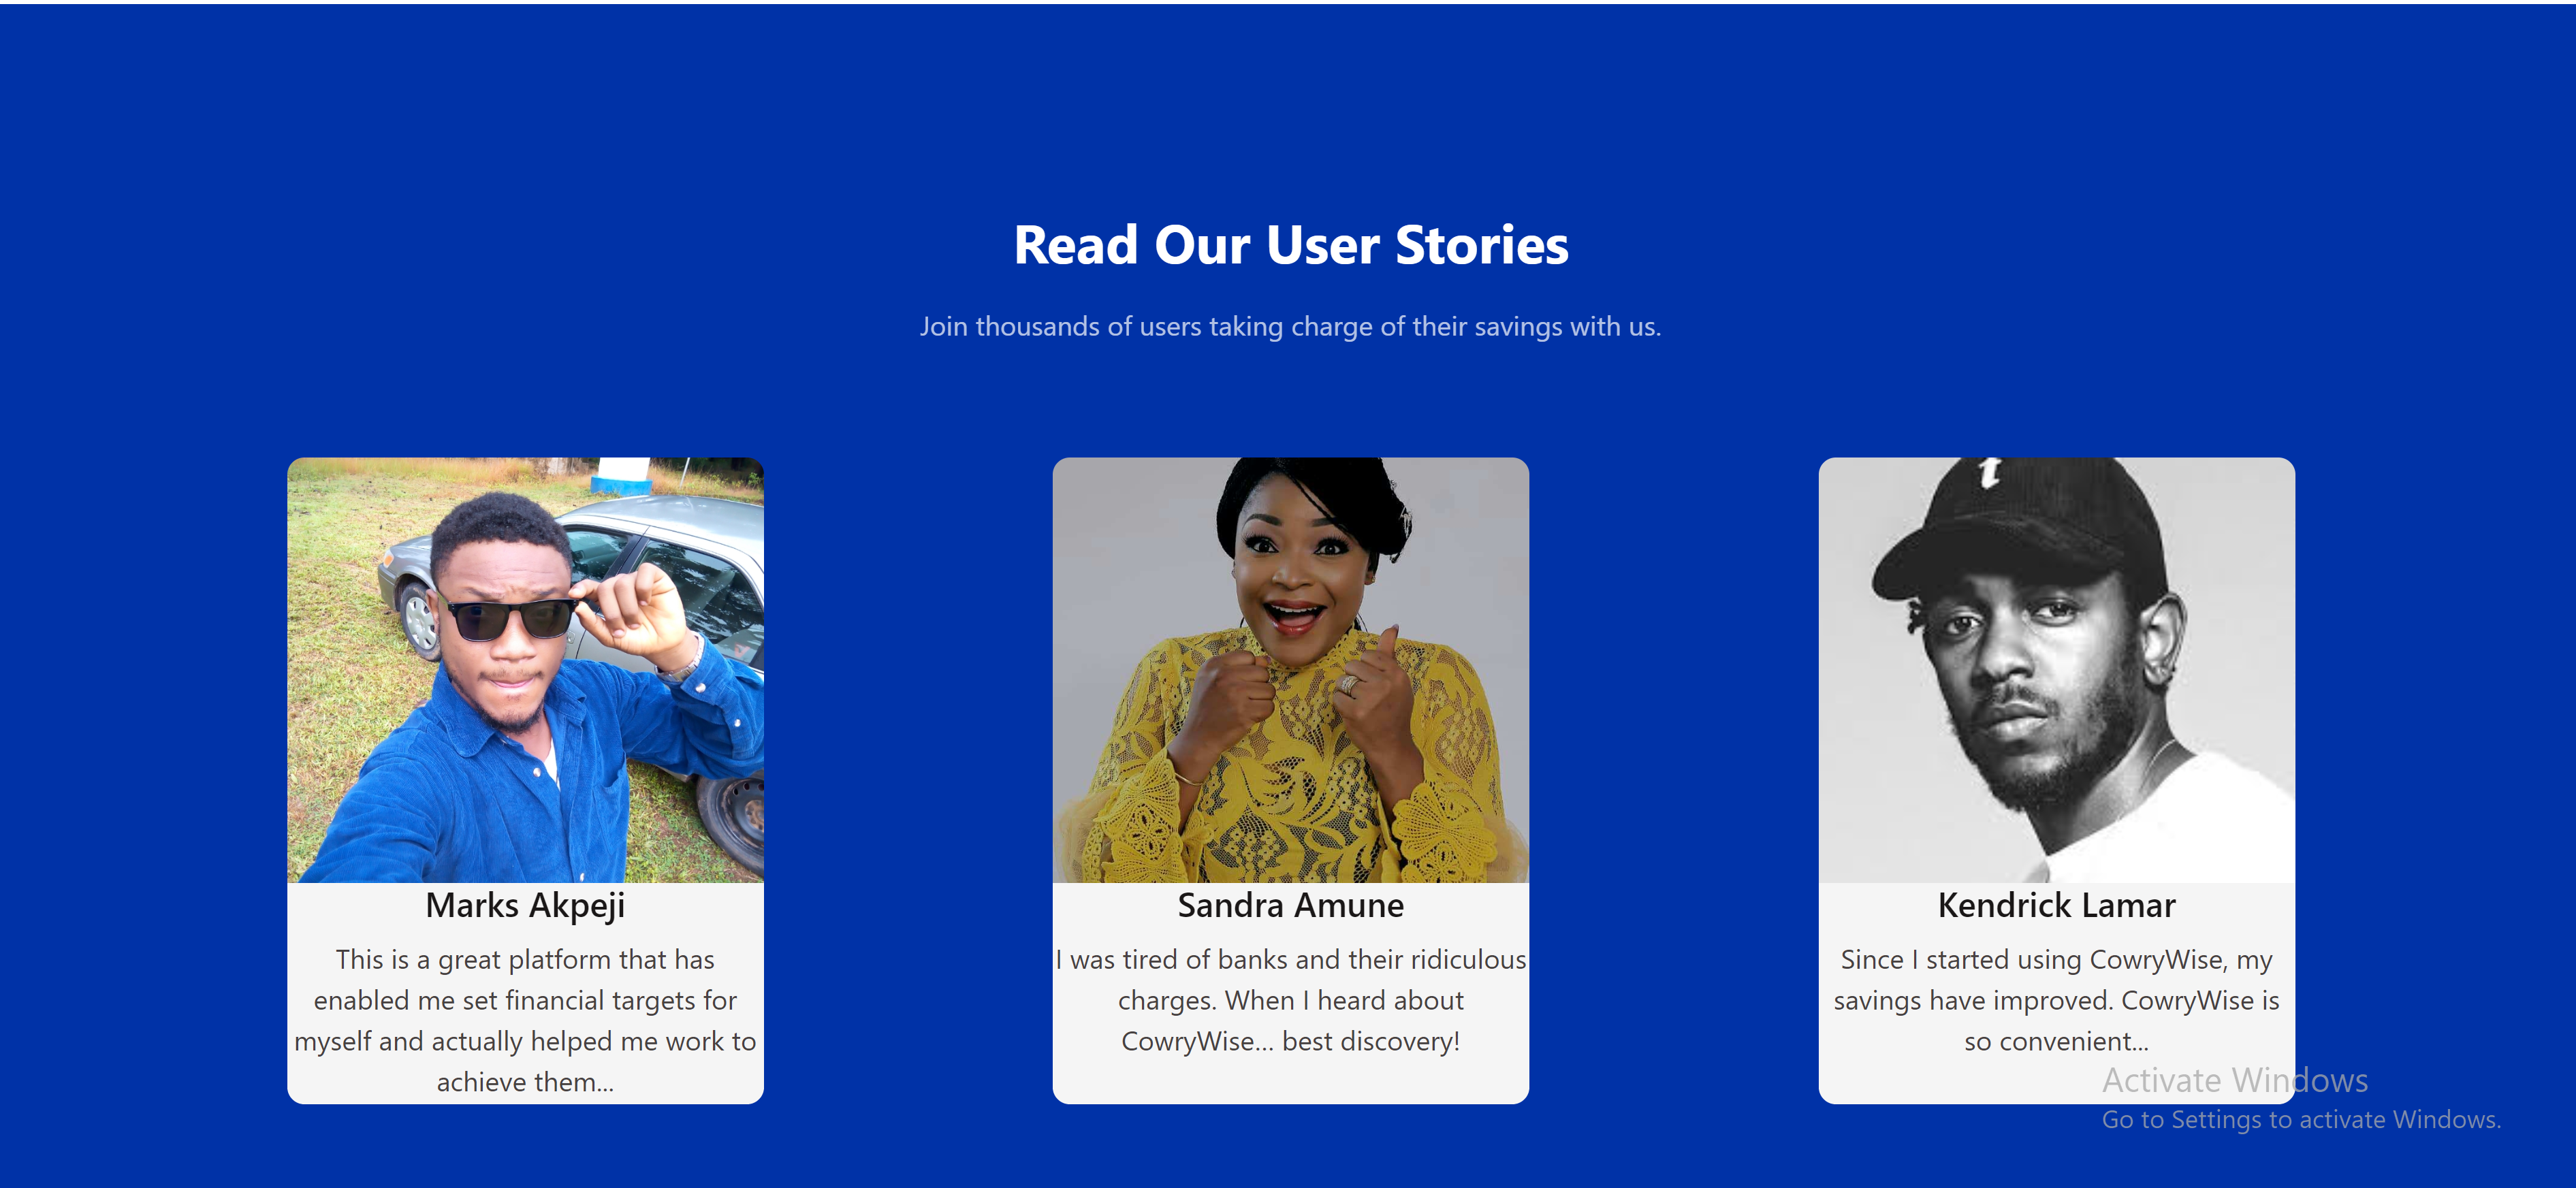 Read Our User Stories
Join thousands of users taking charge of their savings with us.
t
Marks Akpeji
This is a great platform that has
enabled me set financial targets for
myself and actually helped me work to
achieve them...
Sandra Amune
I was tired of banks and their ridiculous
charges. When I heard about
CowryWise... best discovery!
Kendrick Lamar
Since I started using CowryWise, my
savings have improved. CowryWise is
so convenient...
Activate Windows
Go to Settings to activate Windows.